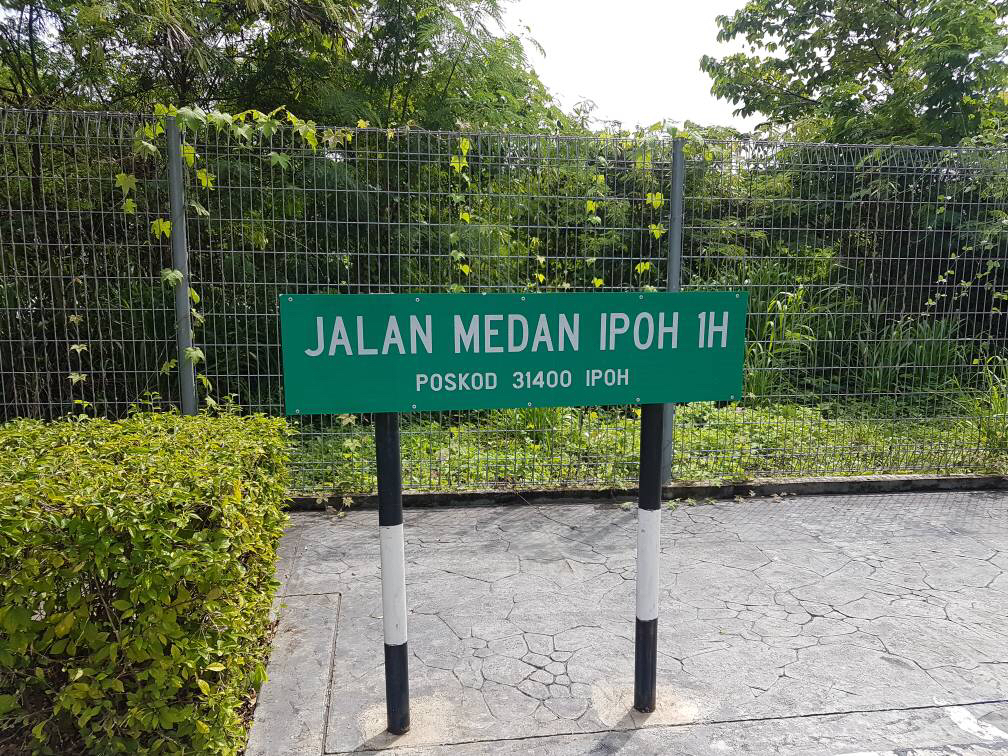 JALAN MEDAN IPOH 1H
POSKOD 31400 IPOH